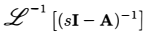 ℒ⁻¹ [(s𝐈 − 𝐀)⁻¹]